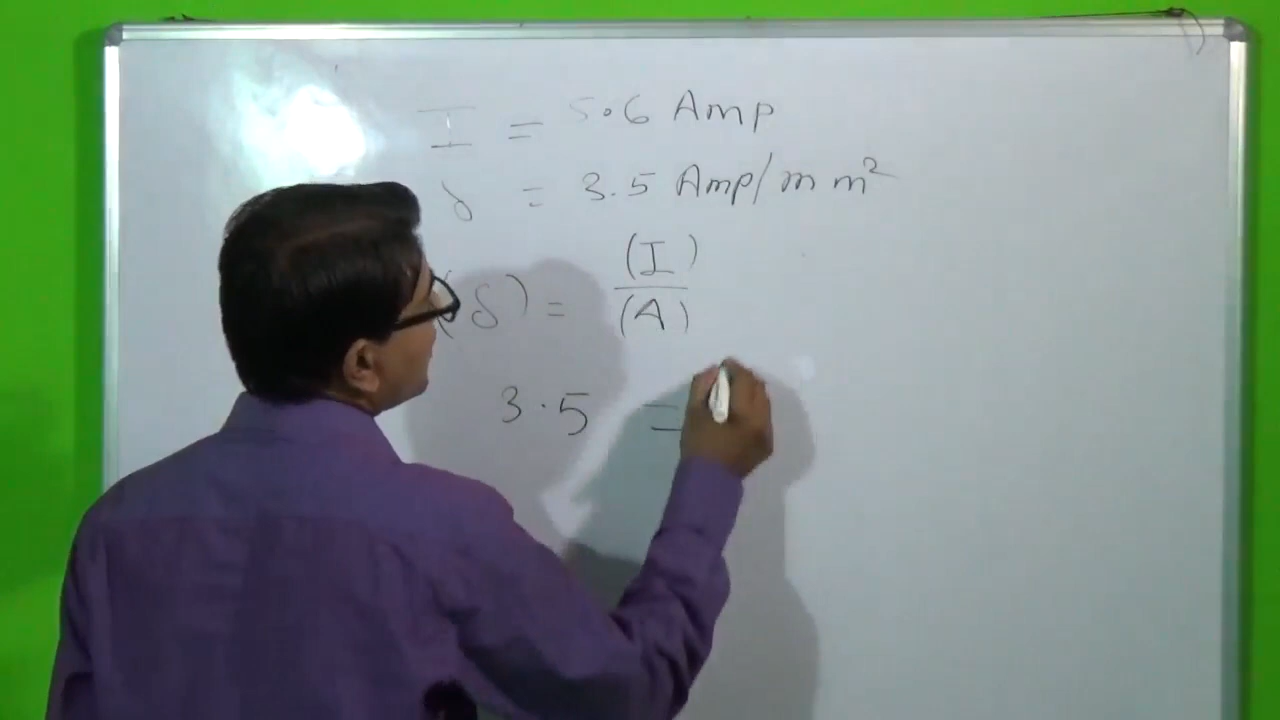 I = 5.6 Amp
δ = 3.5 Amp/mm²
(δ) = (I)/(A)
3.5 =